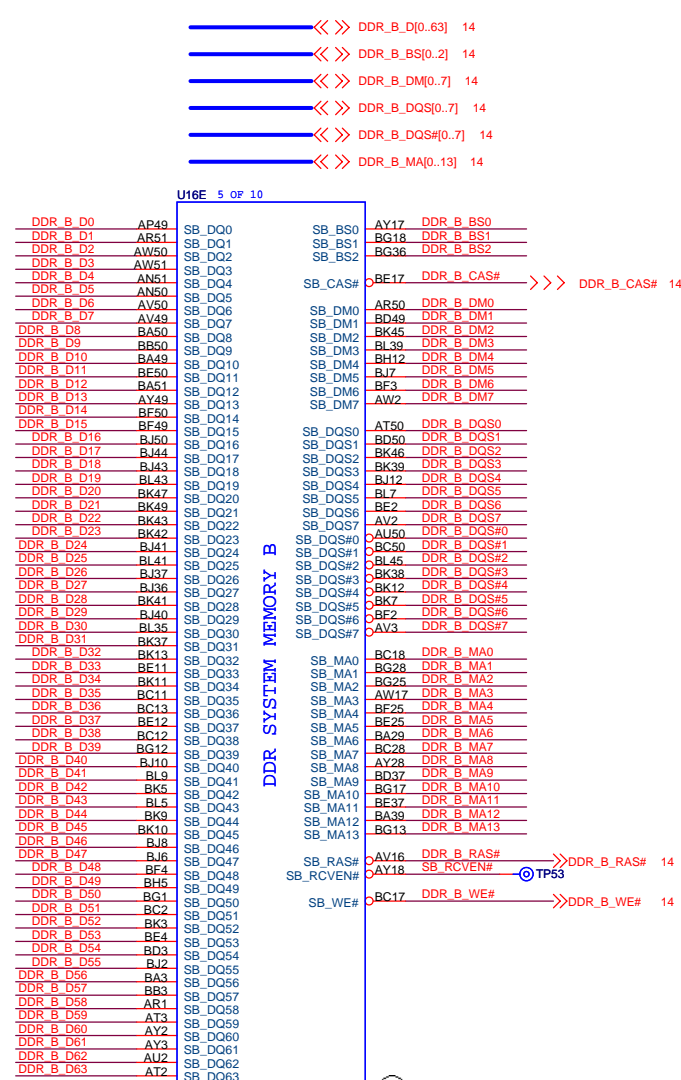 DDR_B_D[0..63] 14
DDR_B_BS[0..2] 14
DDR_B_DM[0..7] 14
DDR_B_DQS[0..7] 14
DDR_B_DQS#[0..7] 14
DDR_B_MA[0..13] 14
U16E 5 OF 10
DDR_B_D0 AP49 SB_DQ0
DDR_B_D1 AR51 SB_DQ1
DDR_B_D2 AW50 SB_DQ2
DDR_B_D3 AW51 SB_DQ3
DDR_B_D4 AN51 SB_DQ4
DDR_B_D5 AN50 SB_DQ5
DDR_B_D6 AV50 SB_DQ6
DDR_B_D7 AV49 SB_DQ7
DDR_B_D8 BA50 SB_DQ8
DDR_B_D9 BB50 SB_DQ9
DDR_B_D10 BA49 SB_DQ10
DDR_B_D11 BE50 SB_DQ11
DDR_B_D12 BA51 SB_DQ12
DDR_B_D13 AY49 SB_DQ13
DDR_B_D14 BF50 SB_DQ14
DDR_B_D15 BF49 SB_DQ15
DDR_B_D16 BJ50 SB_DQ16
DDR_B_D17 BJ44 SB_DQ17
DDR_B_D18 BJ43 SB_DQ18
DDR_B_D19 BL43 SB_DQ19
DDR_B_D20 BK47 SB_DQ20
DDR_B_D21 BK49 SB_DQ21
DDR_B_D22 BK43 SB_DQ22
DDR_B_D23 BK42 SB_DQ23
DDR_B_D24 BJ41 SB_DQ24
DDR_B_D25 BL41 SB_DQ25
DDR_B_D26 BJ37 SB_DQ26
DDR_B_D27 BJ36 SB_DQ27
DDR_B_D28 BK41 SB_DQ28
DDR_B_D29 BJ40 SB_DQ29
DDR_B_D30 BL35 SB_DQ30
DDR_B_D31 BK37 SB_DQ31
DDR_B_D32 BK13 SB_DQ32
DDR_B_D33 BE11 SB_DQ33
DDR_B_D34 BK11 SB_DQ34
DDR_B_D35 BC11 SB_DQ35
DDR_B_D36 BC13 SB_DQ36
DDR_B_D37 BE12 SB_DQ37
DDR_B_D38 BC12 SB_DQ38
DDR_B_D39 BG12 SB_DQ39
DDR_B_D40 BJ10 SB_DQ40
DDR_B_D41 BL9 SB_DQ41
DDR_B_D42 BK5 SB_DQ42
DDR_B_D43 BL5 SB_DQ43
DDR_B_D44 BK9 SB_DQ44
DDR_B_D45 BK10 SB_DQ45
DDR_B_D46 BJ8 SB_DQ46
DDR_B_D47 BJ6 SB_DQ47
DDR_B_D48 BF4 SB_DQ48
DDR_B_D49 BH5 SB_DQ49
DDR_B_D50 BG1 SB_DQ50
DDR_B_D51 BC2 SB_DQ51
DDR_B_D52 BK3 SB_DQ52
DDR_B_D53 BE4 SB_DQ53
DDR_B_D54 BD3 SB_DQ54
DDR_B_D55 BJ2 SB_DQ55
DDR_B_D56 BA3 SB_DQ56
DDR_B_D57 BB3 SB_DQ57
DDR_B_D58 AR1 SB_DQ58
DDR_B_D59 AT3 SB_DQ59
DDR_B_D60 AY2 SB_DQ60
DDR_B_D61 AY3 SB_DQ61
DDR_B_D62 AU2 SB_DQ62
DDR_B_D63 AT2 SB_DQ63
DDR SYSTEM MEMORY B
SB_BS0 AY17 DDR_B_BS0
SB_BS1 BG18 DDR_B_BS1
SB_BS2 BG36 DDR_B_BS2
SB_CAS# BE17 DDR_B_CAS# DDR_B_CAS# 14
SB_DM0 AR50 DDR_B_DM0
SB_DM1 BD49 DDR_B_DM1
SB_DM2 BK45 DDR_B_DM2
SB_DM3 BL39 DDR_B_DM3
SB_DM4 BH12 DDR_B_DM4
SB_DM5 BJ7 DDR_B_DM5
SB_DM6 BF3 DDR_B_DM6
SB_DM7 AW2 DDR_B_DM7
SB_DQS0 AT50 DDR_B_DQS0
SB_DQS1 BD50 DDR_B_DQS1
SB_DQS2 BK46 DDR_B_DQS2
SB_DQS3 BK39 DDR_B_DQS3
SB_DQS4 BJ12 DDR_B_DQS4
SB_DQS5 BL7 DDR_B_DQS5
SB_DQS6 BE2 DDR_B_DQS6
SB_DQS7 AV2 DDR_B_DQS7
SB_DQS#0 AU50 DDR_B_DQS#0
SB_DQS#1 BC50 DDR_B_DQS#1
SB_DQS#2 BL45 DDR_B_DQS#2
SB_DQS#3 BK38 DDR_B_DQS#3
SB_DQS#4 BK12 DDR_B_DQS#4
SB_DQS#5 BK7 DDR_B_DQS#5
SB_DQS#6 BF2 DDR_B_DQS#6
SB_DQS#7 AV3 DDR_B_DQS#7
SB_MA0 BC18 DDR_B_MA0
SB_MA1 BG28 DDR_B_MA1
SB_MA2 BG25 DDR_B_MA2
SB_MA3 AW17 DDR_B_MA3
SB_MA4 BF25 DDR_B_MA4
SB_MA5 BE25 DDR_B_MA5
SB_MA6 BA29 DDR_B_MA6
SB_MA7 BC28 DDR_B_MA7
SB_MA8 AY28 DDR_B_MA8
SB_MA9 BD37 DDR_B_MA9
SB_MA10 BG17 DDR_B_MA10
SB_MA11 BE37 DDR_B_MA11
SB_MA12 BA39 DDR_B_MA12
SB_MA13 BG13 DDR_B_MA13
SB_RAS# AV16 DDR_B_RAS# DDR_B_RAS# 14
SB_RCVEN# AY18 SB_RCVEN# TP53
SB_WE# BC17 DDR_B_WE# DDR_B_WE# 14